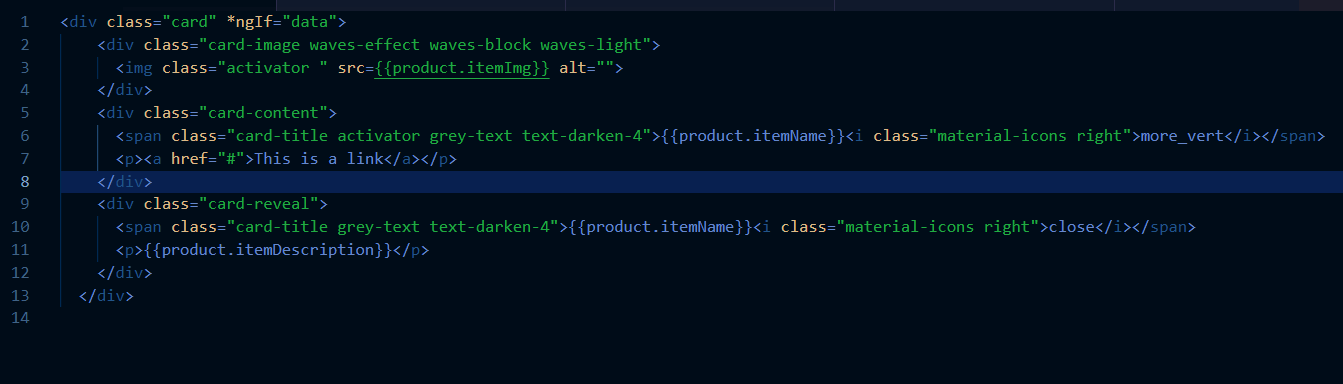 1 <div class="card" *ngIf="data">
2 <div class="card-image waves-effect waves-block waves-light">
3 <img class="activator " src={{product.itemImg}} alt="">
4 </div>
5 <div class="card-content">
6 <span class="card-title activator grey-text text-darken-4">{{product.itemName}}<i class="material-icons right">more_vert</i></span>
7 <p><a href="#">This is a link</a></p>
8 </div>
9 <div class="card-reveal">
10 <span class="card-title grey-text text-darken-4">{{product.itemName}}<i class="material-icons right">close</i></span>
11 <p>{{product.itemDescription}}</p>
12 </div>
13 </div>
14